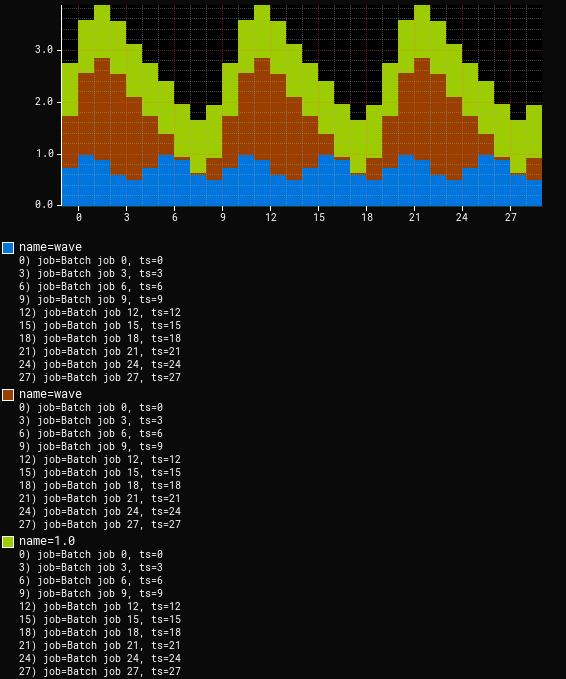 3.0
2.0
1.0
0.0
0 3 6 9 12 15 18 21 24 27
name=wave
0) job=Batch job 0, ts=0
3) job=Batch job 3, ts=3
6) job=Batch job 6, ts=6
9) job=Batch job 9, ts=9
12) job=Batch job 12, ts=12
15) job=Batch job 15, ts=15
18) job=Batch job 18, ts=18
21) job=Batch job 21, ts=21
24) job=Batch job 24, ts=24
27) job=Batch job 27, ts=27
name=wave
0) job=Batch job 0, ts=0
3) job=Batch job 3, ts=3
6) job=Batch job 6, ts=6
9) job=Batch job 9, ts=9
12) job=Batch job 12, ts=12
15) job=Batch job 15, ts=15
18) job=Batch job 18, ts=18
21) job=Batch job 21, ts=21
24) job=Batch job 24, ts=24
27) job=Batch job 27, ts=27
name=1.0
0) job=Batch job 0, ts=0
3) job=Batch job 3, ts=3
6) job=Batch job 6, ts=6
9) job=Batch job 9, ts=9
12) job=Batch job 12, ts=12
15) job=Batch job 15, ts=15
18) job=Batch job 18, ts=18
21) job=Batch job 21, ts=21
24) job=Batch job 24, ts=24
27) job=Batch job 27, ts=27